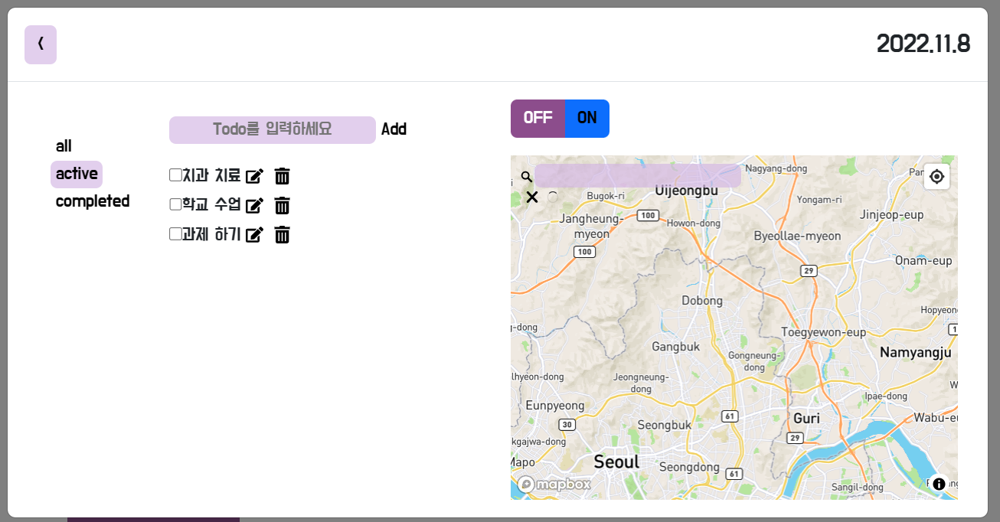 2022.11.8
all
active
completed
Todo를 입력하세요 Add
치과 치료
학교 수업
과제 하기
OFF ON
Nagyang-dong
Uijeongbu
Bugok-ri
Yongam-ri
Jangheung-
myeon
100
Howon-dong
Jinjeop-eup
Byeollae-myeon
100
29
Onam-eup
Dobong
Hopyeon
-dong
Toegyewon-eup
Gangbuk
Gongneung-
dong
Namyangju
lhyeon-dong
Jeongneung-
dong
Eunpyeong
Ipae-dong
30
Seongbuk
61
Guri
Wabu-eu
kgajwa-dong
29
Mapo
Seoul
Seongdong
61
Sangil-dong
mapbox